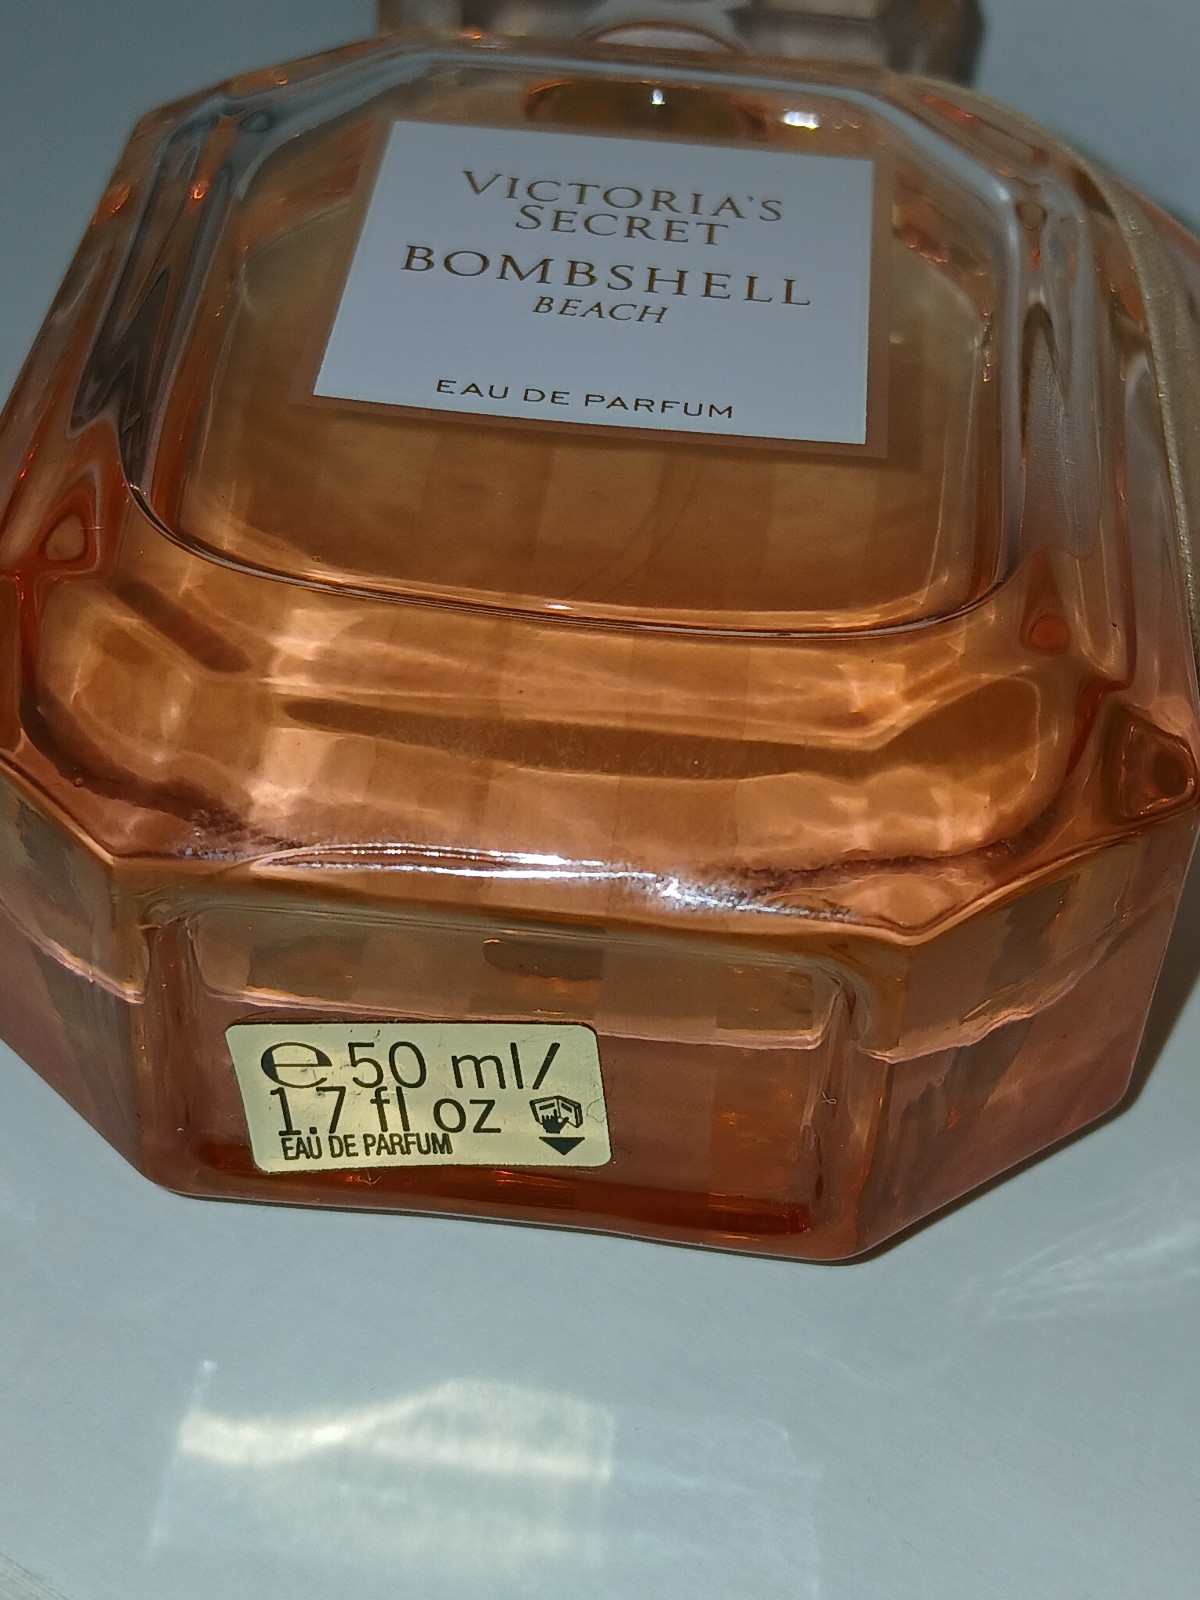 VICTORIA'S
SECRET
BOMBSHELL
BEACH
EAU DE PARFUM
℮50 ml/
1.7 fl oz
EAU DE PARFUM